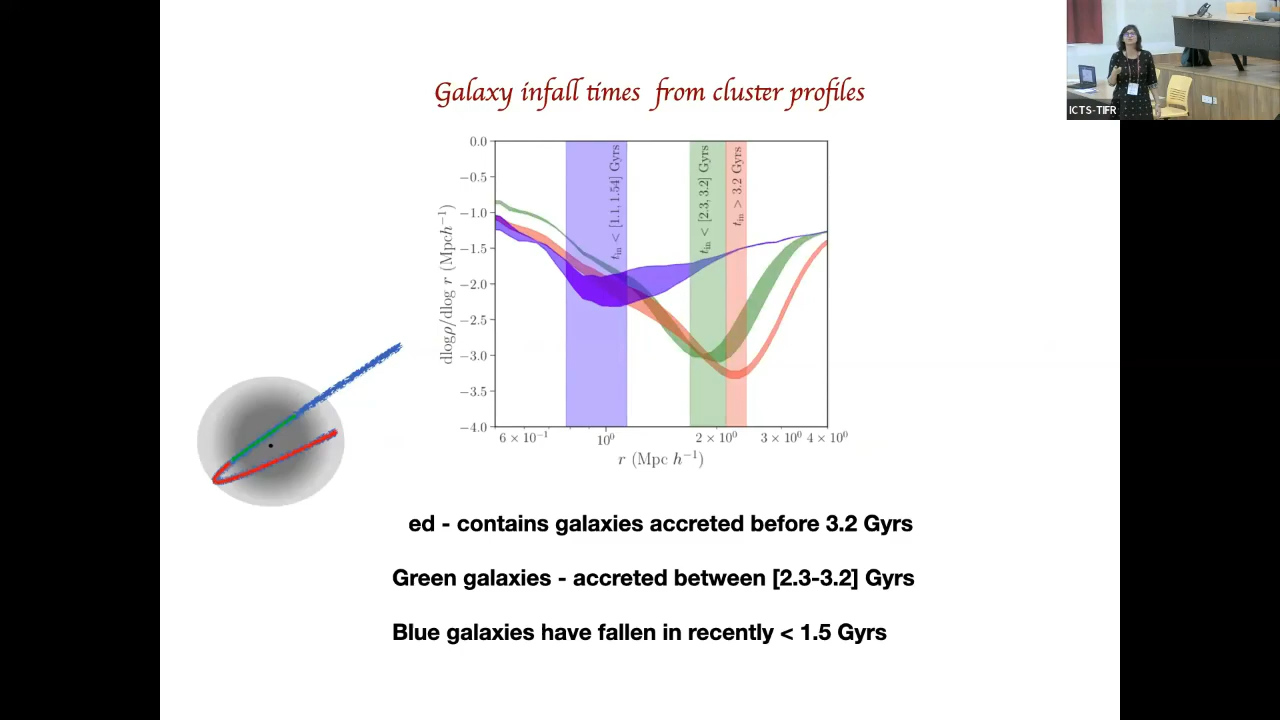 Galaxy infall times from cluster profiles
ICTS-TIFR
0.0
−0.5
−1.0
−1.5
−2.0
−2.5
−3.0
−3.5
−4.0
dlogρ/dlog r (Mpch⁻¹)
t_in < [1.1, 1.54] Gyrs
t_in < [2.3, 3.2] Gyrs
t_in > 3.2 Gyrs
6 × 10⁻¹ 10⁰ 2 × 10⁰ 3 × 10⁰ 4 × 10⁰
r (Mpc h⁻¹)
ed - contains galaxies accreted before 3.2 Gyrs
Green galaxies - accreted between [2.3-3.2] Gyrs
Blue galaxies have fallen in recently < 1.5 Gyrs